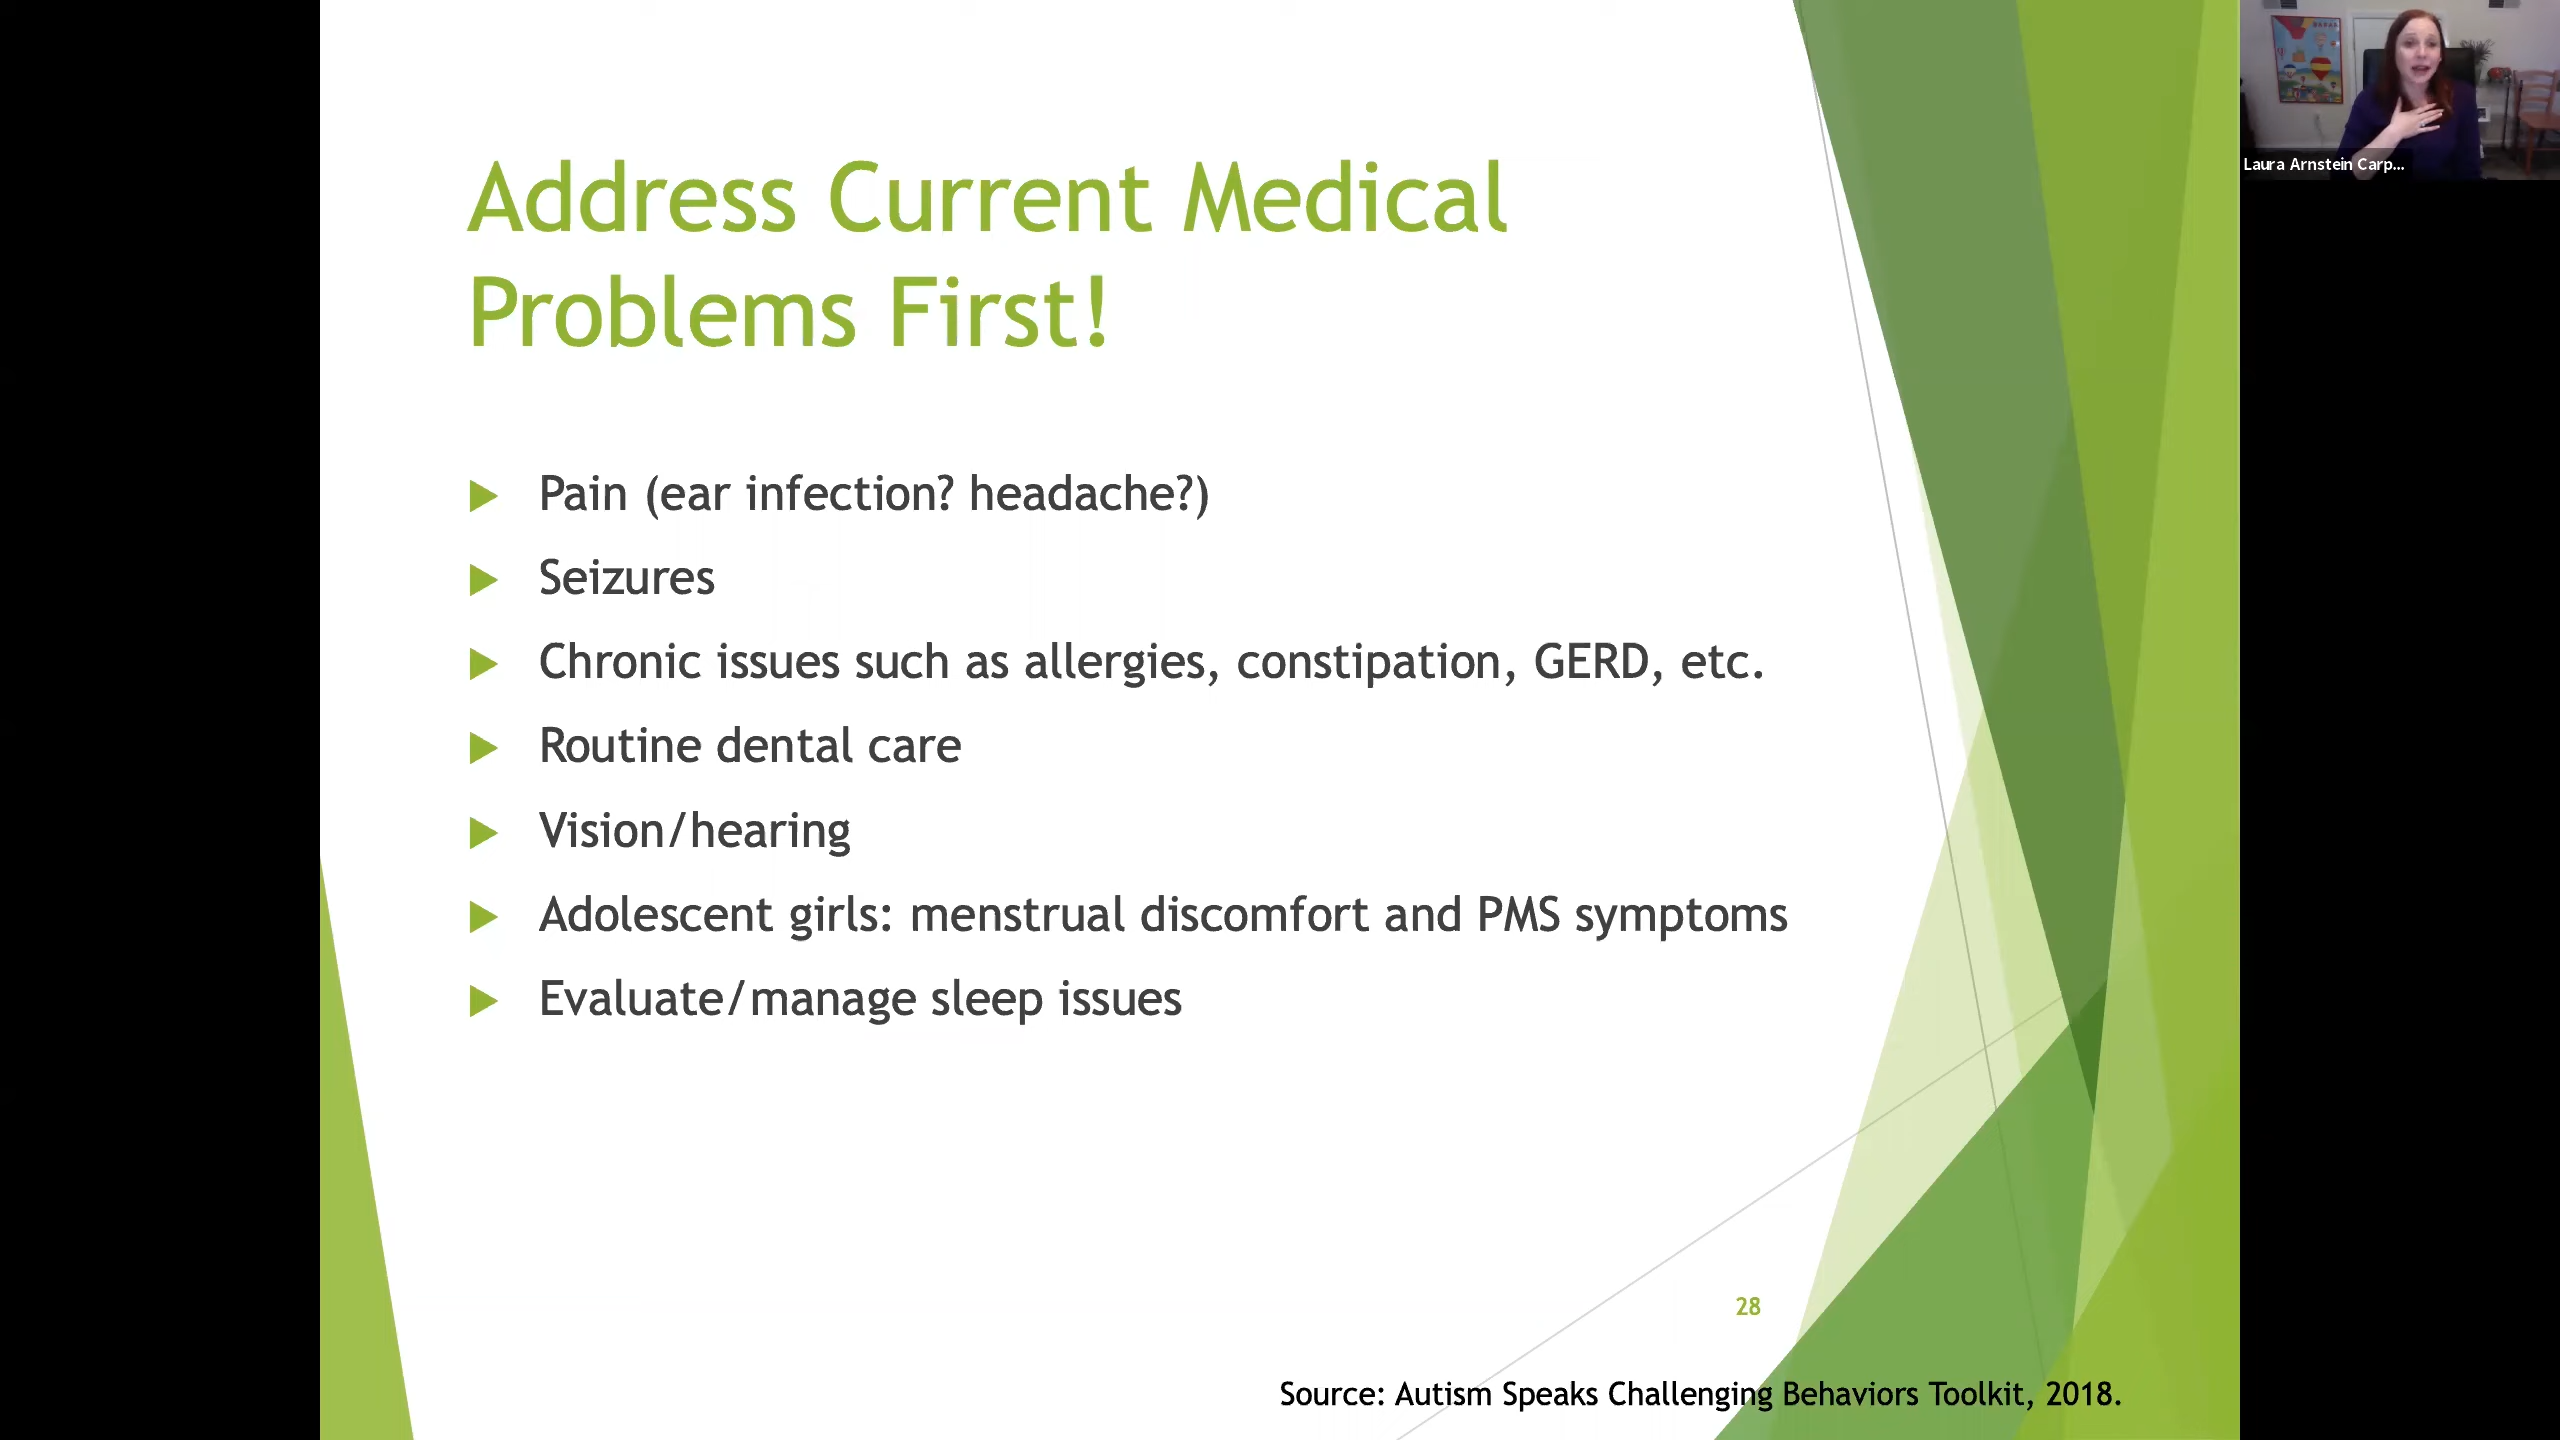 Address Current Medical
Problems First!
Pain (ear infection? headache?)
Seizures
Chronic issues such as allergies, constipation, GERD, etc.
Routine dental care
Vision/hearing
Adolescent girls: menstrual discomfort and PMS symptoms
Evaluate/manage sleep issues
28
Source: Autism Speaks Challenging Behaviors Toolkit, 2018.
Laura Arnstein Carp...